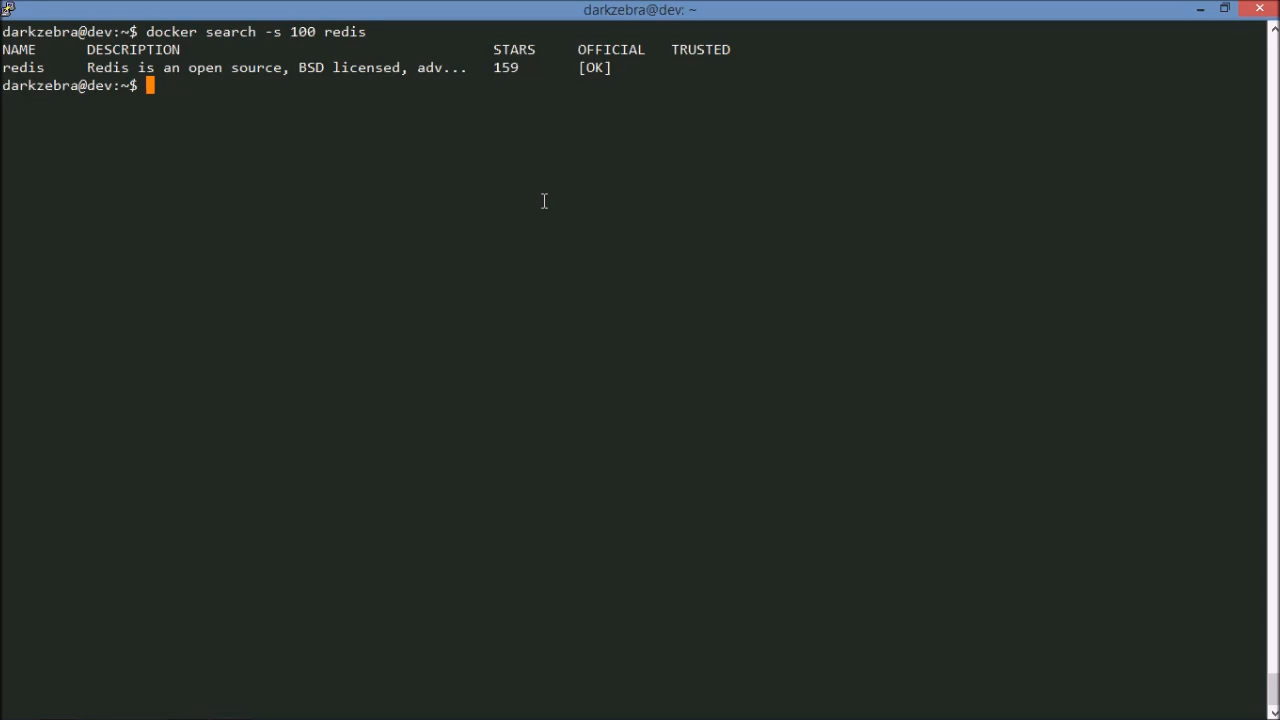 darkzebra@dev: ~
darkzebra@dev:~$ docker search -s 100 redis
NAME      DESCRIPTION                                     STARS     OFFICIAL   TRUSTED
redis     Redis is an open source, BSD licensed, adv...   159       [OK]
darkzebra@dev:~$